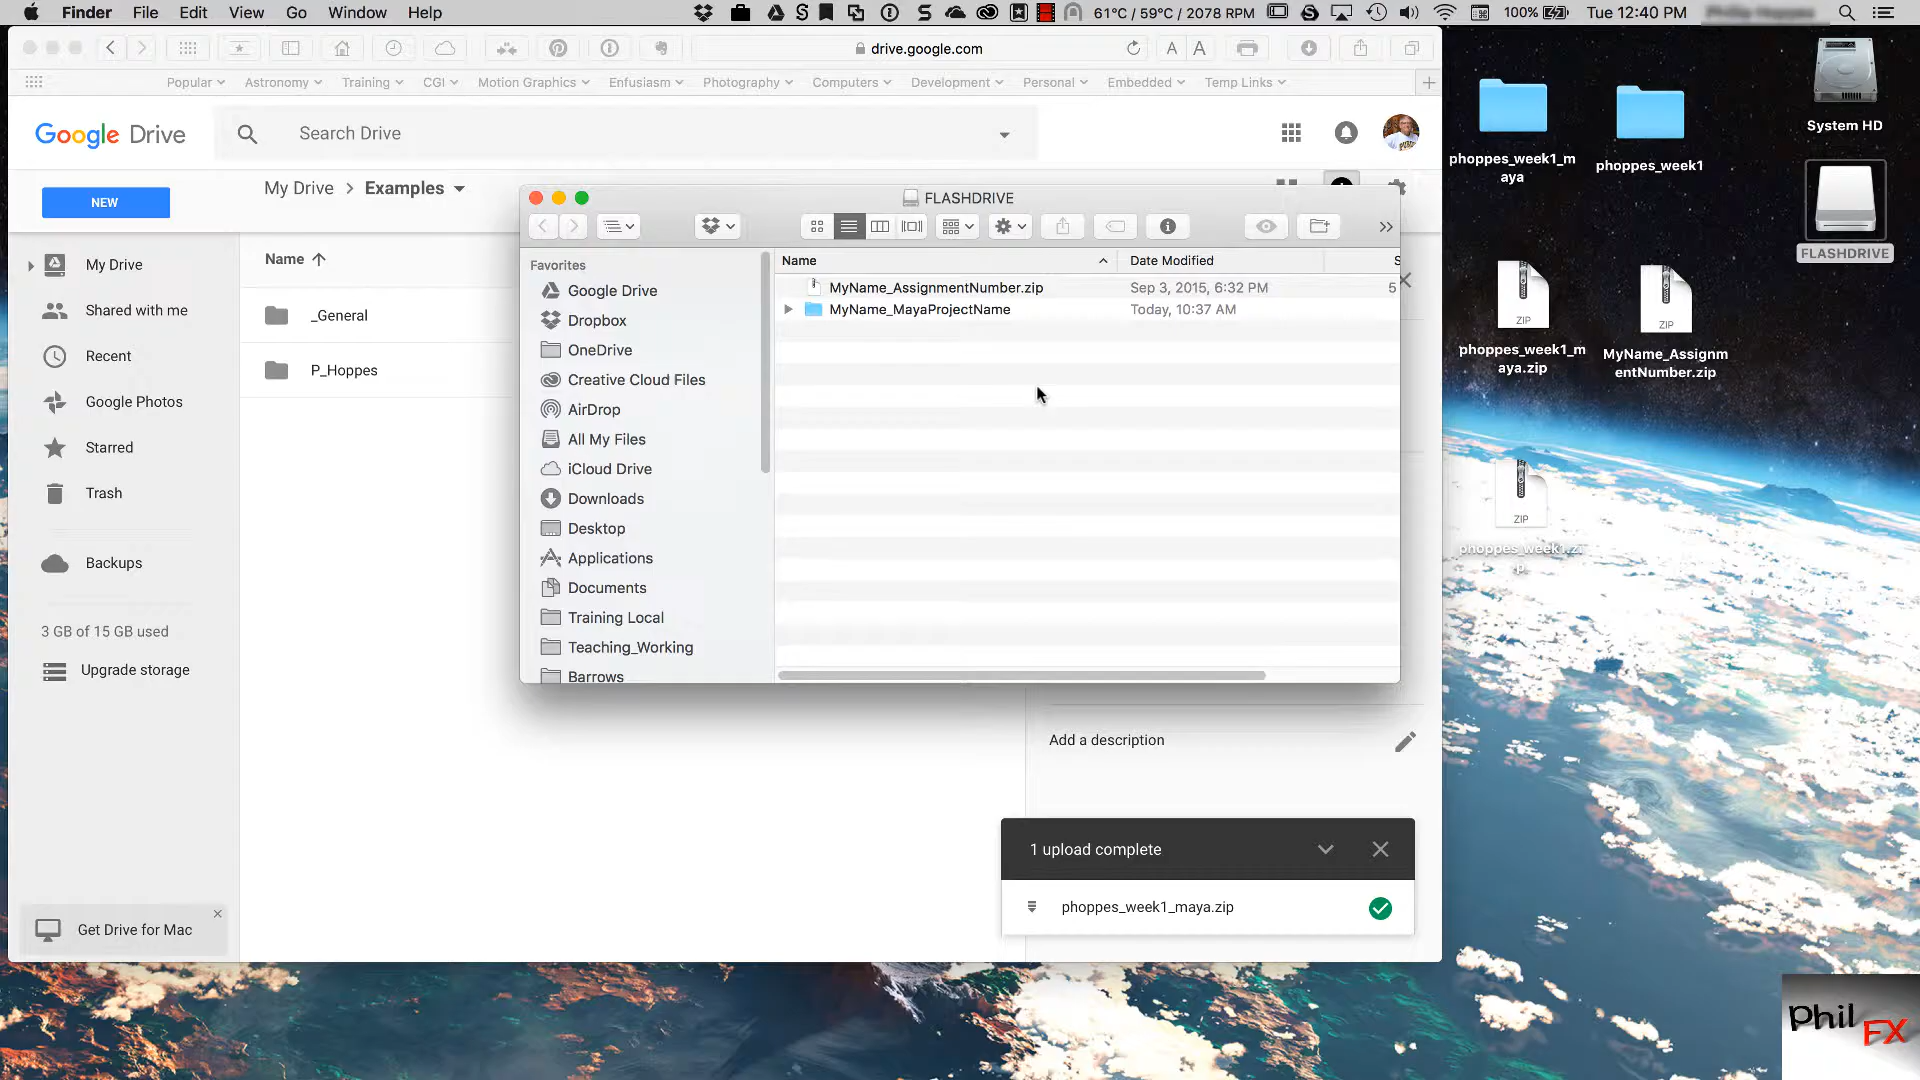 Finder File Edit View Go Window Help 61°C / 59°C / 2078 RPM 100% Tue 12:40 PM
drive.google.com A A
Popular Astronomy Training CGI Motion Graphics Enfusiasm Photography Computers Development Personal Embedded Temp Links
Google Drive
Search Drive
NEW
My Drive > Examples
My Drive
Shared with me
Recent
Google Photos
Starred
Trash
Backups
3 GB of 15 GB used
Upgrade storage
Get Drive for Mac
Name
_General
P_Hoppes
FLASHDRIVE
Favorites
Google Drive
Dropbox
OneDrive
Creative Cloud Files
AirDrop
All My Files
iCloud Drive
Downloads
Desktop
Applications
Documents
Training Local
Teaching_Working
Barrows
Name Date Modified S
MyName_AssignmentNumber.zip Sep 3, 2015, 6:32 PM 5
MyName_MayaProjectName Today, 10:37 AM
Add a description
1 upload complete
phoppes_week1_maya.zip
phoppes_week1_m
aya
phoppes_week1
System HD
FLASHDRIVE
ZIP
phoppes_week1_m
aya.zip
ZIP
MyName_Assignm
entNumber.zip
ZIP
phoppes_week1.zi
p
Phil FX